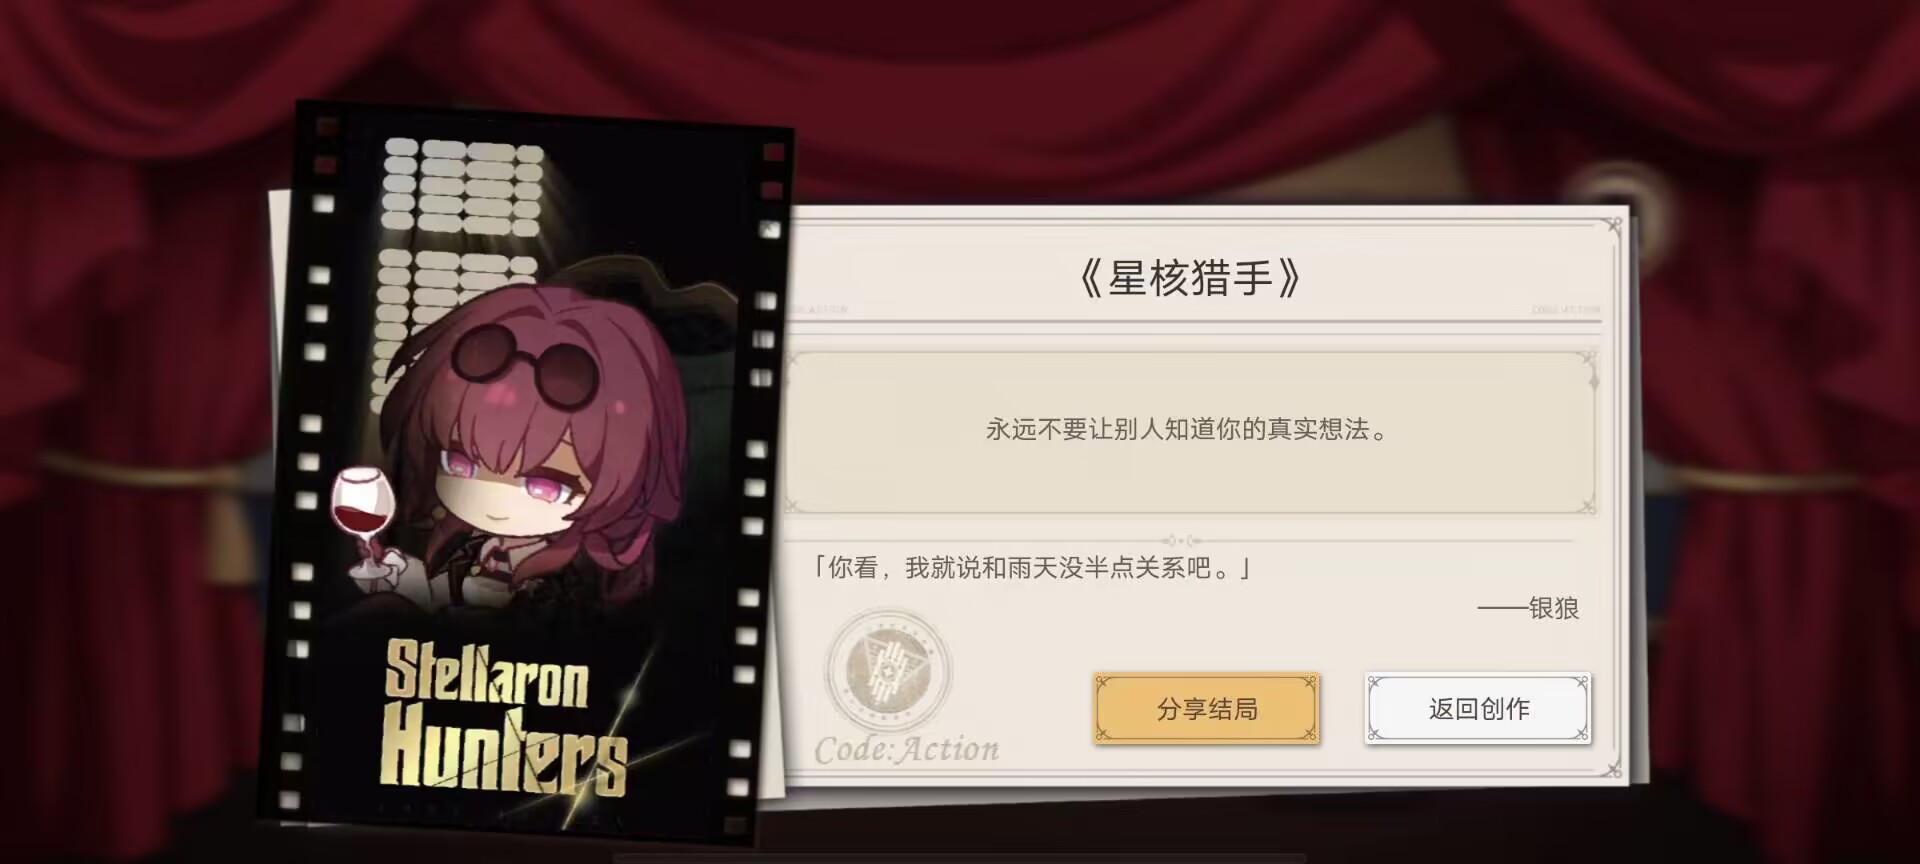 Stellaron
Hunters
《星核猎手》
CODE:ACTION
永远不要让别人知道你的真实想法。
「你看，我就说和雨天没半点关系吧。」
——银狼
Code:Action
分享结局
返回创作